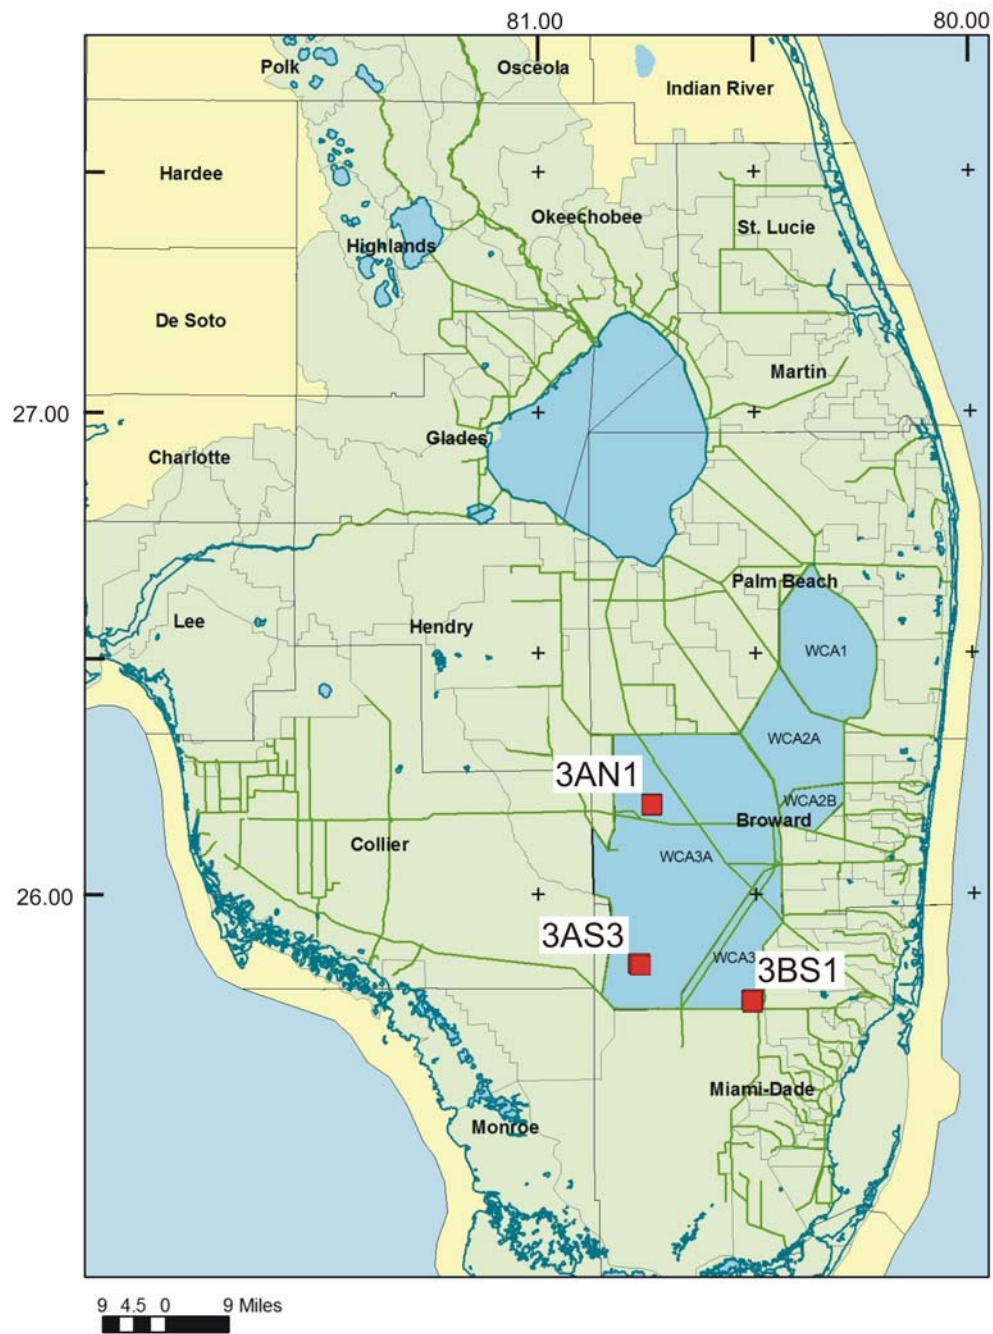 81.00
80.00
Polk
Osceola
Indian River
Hardee
Okeechobee
St. Lucie
Highlands
De Soto
Martin
27.00
Glades
Charlotte
Palm Beach
Lee
Hendry
WCA1
WCA2A
3AN1
WCA2B
Broward
Collier
WCA3A
26.00
3AS3
WCA3
3BS1
Miami-Dade
Monroe
9 4.5 0 9 Miles